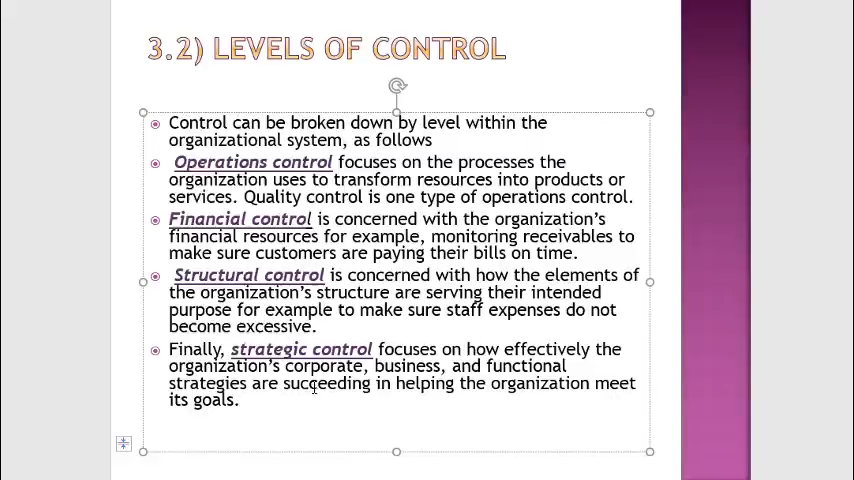 3.2) LEVELS OF CONTROL
Control can be broken down by level within the
organizational system, as follows
Operations control focuses on the processes the
organization uses to transform resources into products or
services. Quality control is one type of operations control.
Financial control is concerned with the organization's
financial resources for example, monitoring receivables to
make sure customers are paying their bills on time.
Structural control is concerned with how the elements of
the organization's structure are serving their intended
purpose for example to make sure staff expenses do not
become excessive.
Finally, strategic control focuses on how effectively the
organization's corporate, business, and functional
strategies are succeeding in helping the organization meet
its goals.